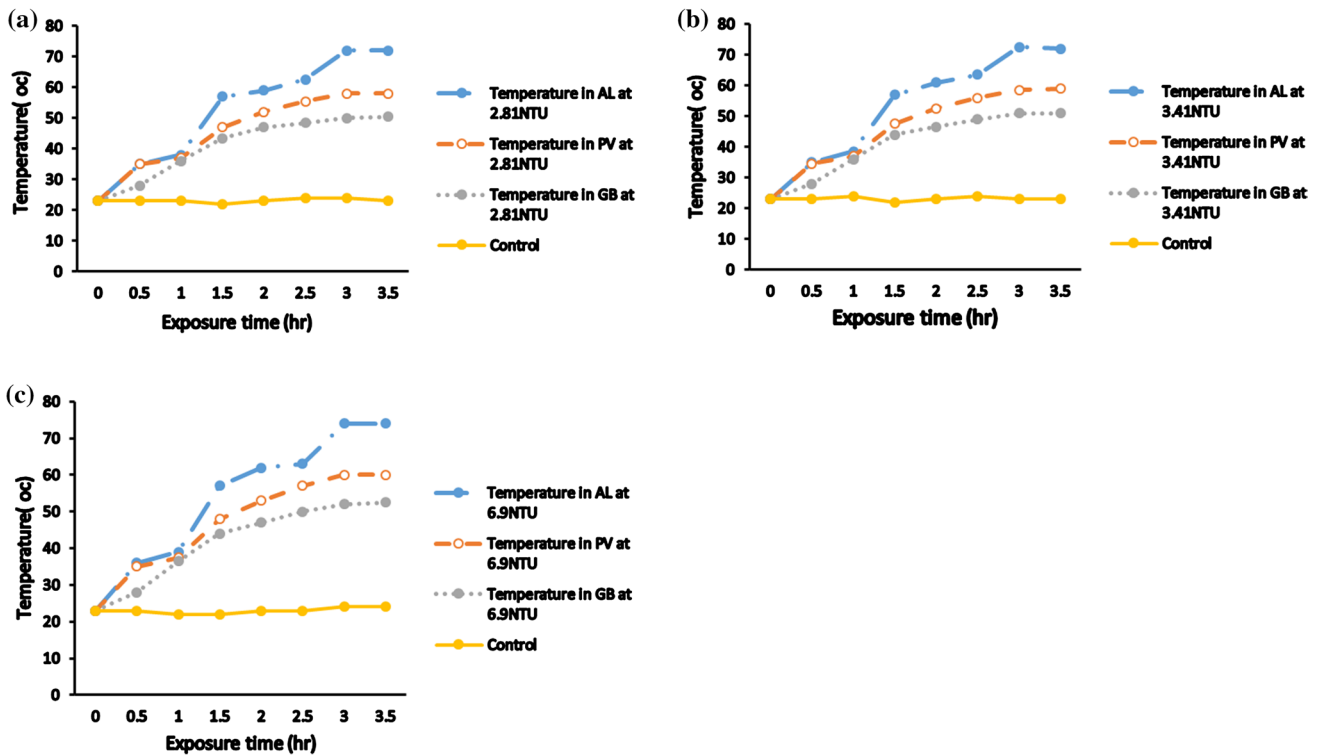 (a)
80
70
60
50
40
30
20
10
0
Temperature( oc)
0 0.5 1 1.5 2 2.5 3 3.5
Exposure time (hr)
Temperature in AL at
2.81NTU
Temperature in PV at
2.81NTU
Temperature in GB at
2.81NTU
Control
(b)
80
70
60
50
40
30
20
10
0
Temperature( oc)
0 0.5 1 1.5 2 2.5 3 3.5
Exposure time (hr)
Temperature in AL at
3.41NTU
Temperature in PV at
3.41NTU
Temperature in GB at
3.41NTU
Control
(c)
80
70
60
50
40
30
20
10
0
Temperature( oc)
0 0.5 1 1.5 2 2.5 3 3.5
Exposure time (hr)
Temperature in AL at
6.9NTU
Temperature in PV at
6.9NTU
Temperature in GB at
6.9NTU
Control